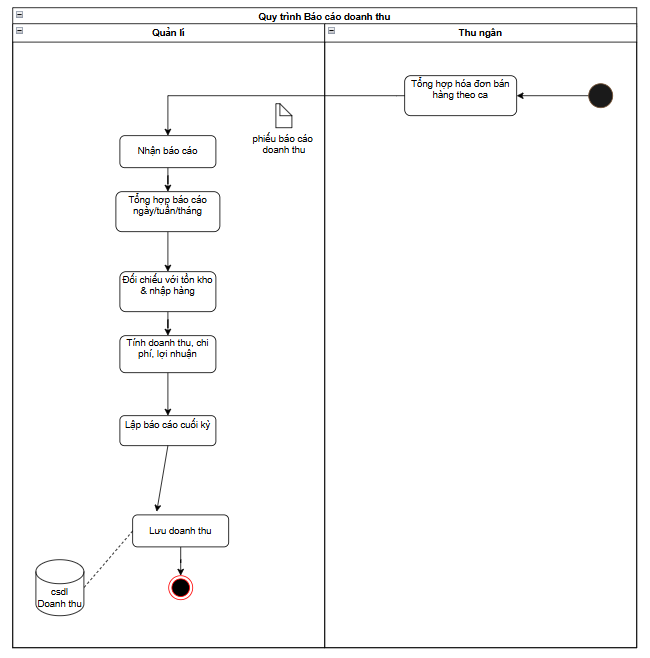 Quy trình Báo cáo doanh thu
Quản lí
Thu ngân
Tổng hợp hóa đơn bán
hàng theo ca
phiếu báo cáo
doanh thu
Nhận báo cáo
Tổng hợp báo cáo
ngày/tuần/tháng
Đối chiếu với tồn kho
& nhập hàng
Tính doanh thu, chi
phí, lợi nhuận
Lập báo cáo cuối kỳ
Lưu doanh thu
csdl
Doanh thu